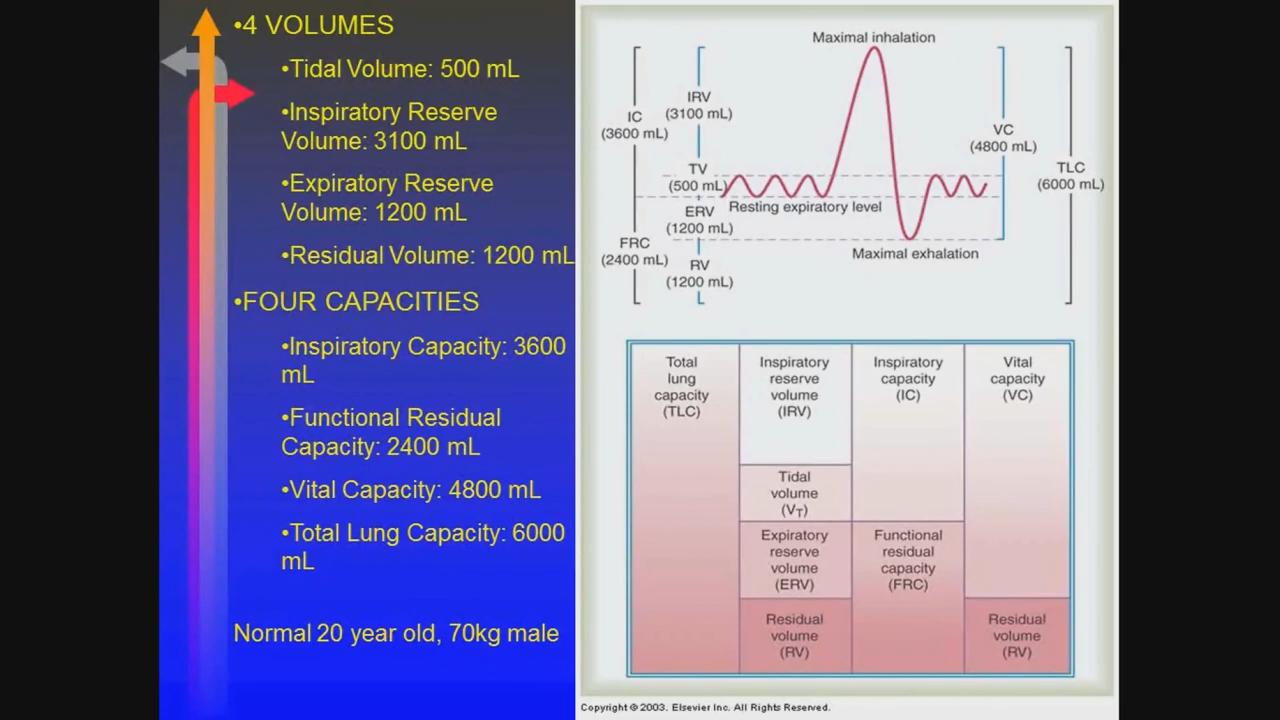 •4 VOLUMES
•Tidal Volume: 500 mL
•Inspiratory Reserve
Volume: 3100 mL
•Expiratory Reserve
Volume: 1200 mL
•Residual Volume: 1200 mL
•FOUR CAPACITIES
•Inspiratory Capacity: 3600
mL
•Functional Residual
Capacity: 2400 mL
•Vital Capacity: 4800 mL
•Total Lung Capacity: 6000
mL
Normal 20 year old, 70kg male
Maximal inhalation
IC
(3600 mL)
IRV
(3100 mL)
TV
(500 mL)
ERV
(1200 mL)
FRC
(2400 mL)
RV
(1200 mL)
Resting expiratory level
Maximal exhalation
VC
(4800 mL)
TLC
(6000 mL)
Total
lung
capacity
(TLC)
Inspiratory
reserve
volume
(IRV)
Tidal
volume
(VT)
Expiratory
reserve
volume
(ERV)
Residual
volume
(RV)
Inspiratory
capacity
(IC)
Functional
residual
capacity
(FRC)
Vital
capacity
(VC)
Residual
volume
(RV)
Copyright © 2003. Elsevier Inc. All Rights Reserved.